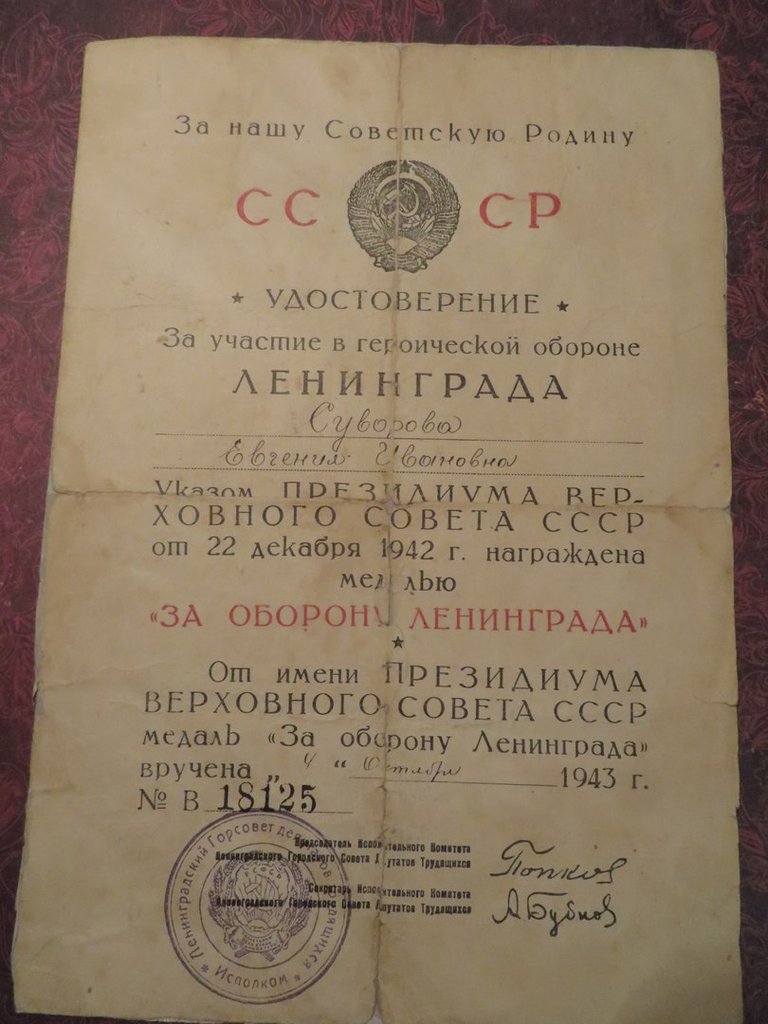 За нашу Советскую Родину
СССР
★ УДОСТОВЕРЕНИЕ ★
За участие в героической обороне
ЛЕНИНГРАДА
Суворова
Евгения Ивановна
Указом ПРЕЗИДИУМА ВЕР-
ХОВНОГО СОВЕТА СССР
от 22 декабря 1942 г. награждена
медалью
«ЗА ОБОРОНУ ЛЕНИНГРАДА»
★
От имени ПРЕЗИДИУМА
ВЕРХОВНОГО СОВЕТА СССР
медаль «За оборону Ленинграда»
вручена „ 4 “ октября 1943 г.
№ В 18125
Председатель Исполнительного Комитета
Ленинградского Городского Совета Депутатов Трудящихся
Попков
Секретарь Исполнительного Комитета
Ленинградского Городского Совета Депутатов Трудящихся
А Бубнов
Ленинградский Горсовет депутатов трудящихся
★ Исполком ★